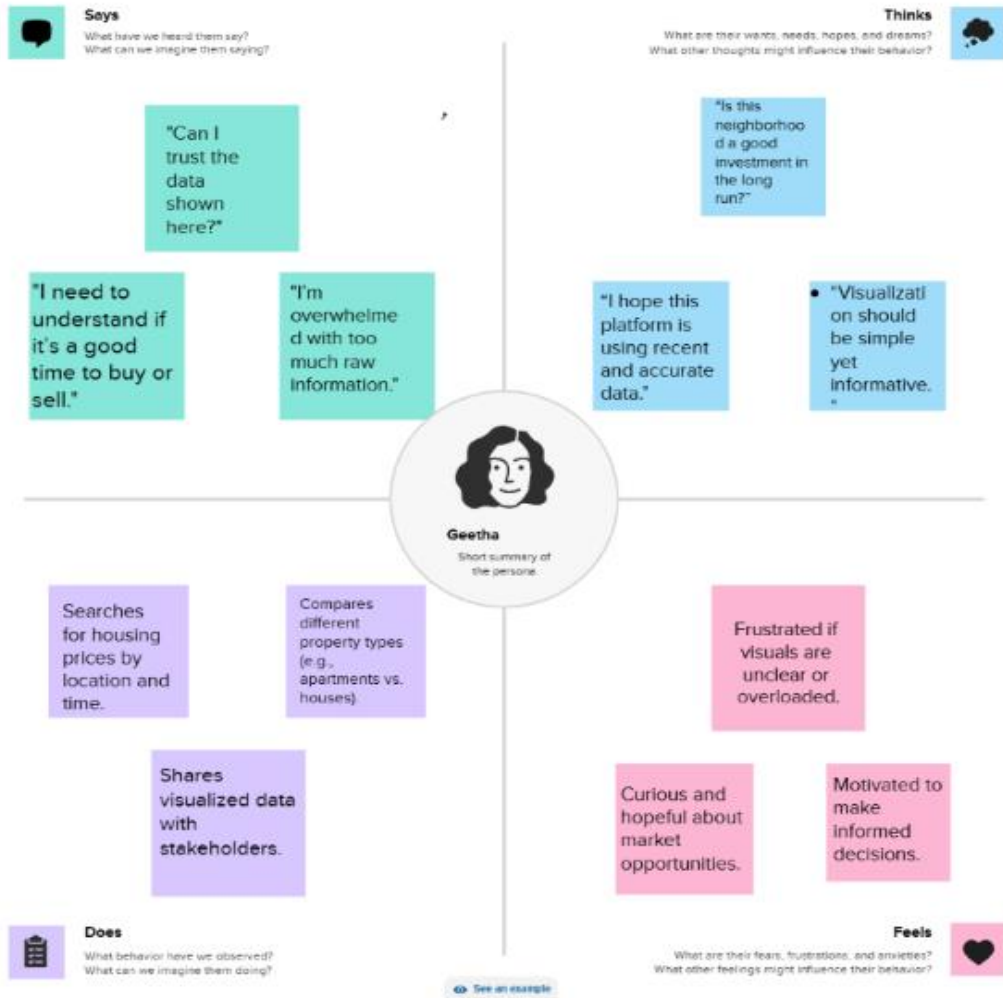 Says
What have we heard them say?
What can we imagine them saying?
Thinks
What are their wants, needs, hopes, and dreams?
What other thoughts might influence their behavior?
,
"Can I
trust the
data
shown
here?"
"I need to
understand if
it's a good
time to buy or
sell."
"I'm
overwhelme
d with too
much raw
information."
"Is this
neighborhoo
d a good
investment in
the long
run?"
"I hope this
platform is
using recent
and accurate
data."
• "Visualizati
on should
be simple
yet
informative.
"
Geetha
Short summary of
the persona
Searches
for housing
prices by
location and
time.
Compares
different
property types
(e.g.,
apartments vs.
houses).
Shares
visualized data
with
stakeholders.
Frustrated if
visuals are
unclear or
overloaded.
Curious and
hopeful about
market
opportunities.
Motivated to
make
informed
decisions.
Does
What behavior have we observed?
What can we imagine them doing?
Feels
What are their fears, frustrations, and anxieties?
What other feelings might influence their behavior?
See an example